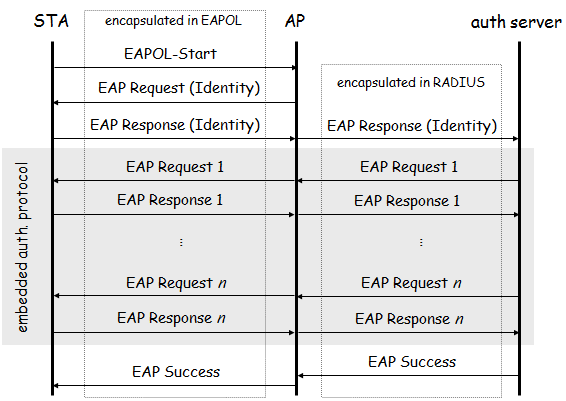 STA
encapsulated in EAPOL
AP
auth server
EAPOL-Start
EAP Request (Identity)
encapsulated in RADIUS
EAP Response (Identity)
EAP Response (Identity)
embedded auth. protocol
EAP Request 1
EAP Request 1
EAP Response 1
EAP Response 1
...
...
EAP Request n
EAP Request n
EAP Response n
EAP Response n
EAP Success
EAP Success